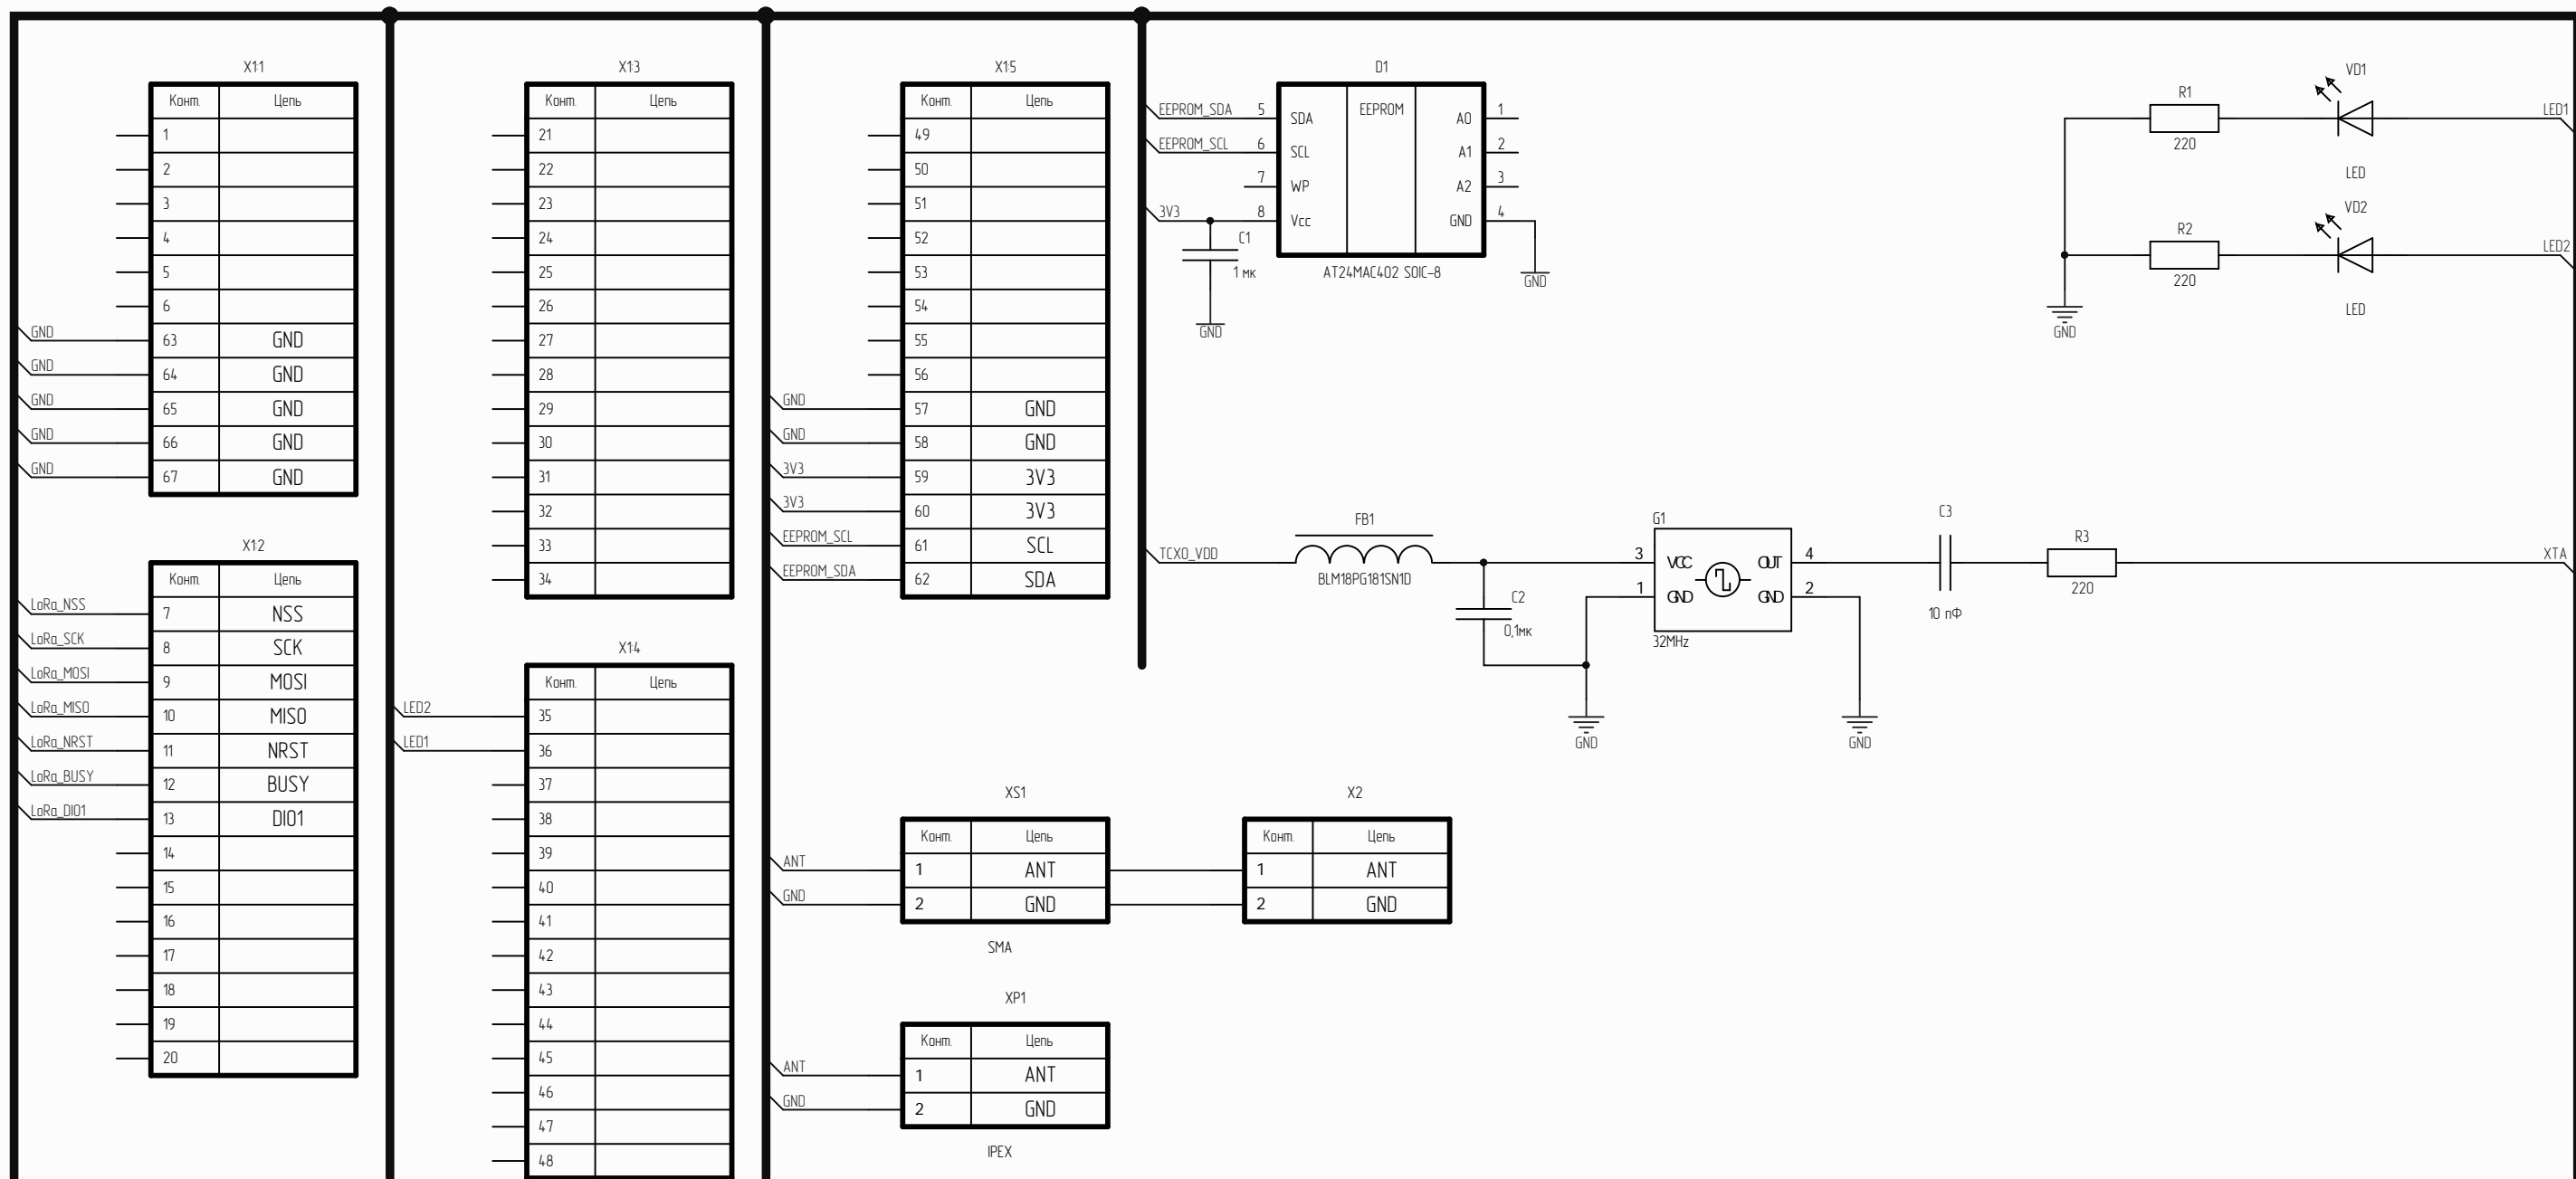 X1:1
Конт. Цепь
1
2
3
4
5
6
GND 63 GND
GND 64 GND
GND 65 GND
GND 66 GND
GND 67 GND
X1:2
Конт. Цепь
LoRa_NSS 7 NSS
LoRa_SCK 8 SCK
LoRa_MOSI 9 MOSI
LoRa_MISO 10 MISO
LoRa_NRST 11 NRST
LoRa_BUSY 12 BUSY
LoRa_DIO1 13 DIO1
14
15
16
17
18
19
20
X1:3
Конт. Цепь
21
22
23
24
25
26
27
28
29
30
31
32
33
34
X1:4
Конт. Цепь
LED2 35
LED1 36
37
38
39
40
41
42
43
44
45
46
47
48
X1:5
Конт. Цепь
49
50
51
52
53
54
55
56
GND 57 GND
GND 58 GND
3V3 59 3V3
3V3 60 3V3
EEPROM_SCL 61 SCL
EEPROM_SDA 62 SDA
XS1
Конт. Цепь
ANT 1 ANT
GND 2 GND
SMA
X2
Конт. Цепь
1 ANT
2 GND
XP1
Конт. Цепь
ANT 1 ANT
GND 2 GND
IPEX
D1
EEPROM_SDA 5 SDA EEPROM A0 1
EEPROM_SCL 6 SCL A1 2
7 WP A2 3
3V3 8 Vcc GND 4
C1
1 мк
GND
AT24MAC402 SOIC-8
GND
R1
220
VD1
LED
LED1
R2
220
VD2
LED
LED2
GND
TCXO_VDD
FB1
BLM18PG181SN1D
C2
0,1мк
G1
3 VCC OUT 4
1 GND GND 2
32MHz
GND
GND
C3
10 пФ
R3
220
XTA